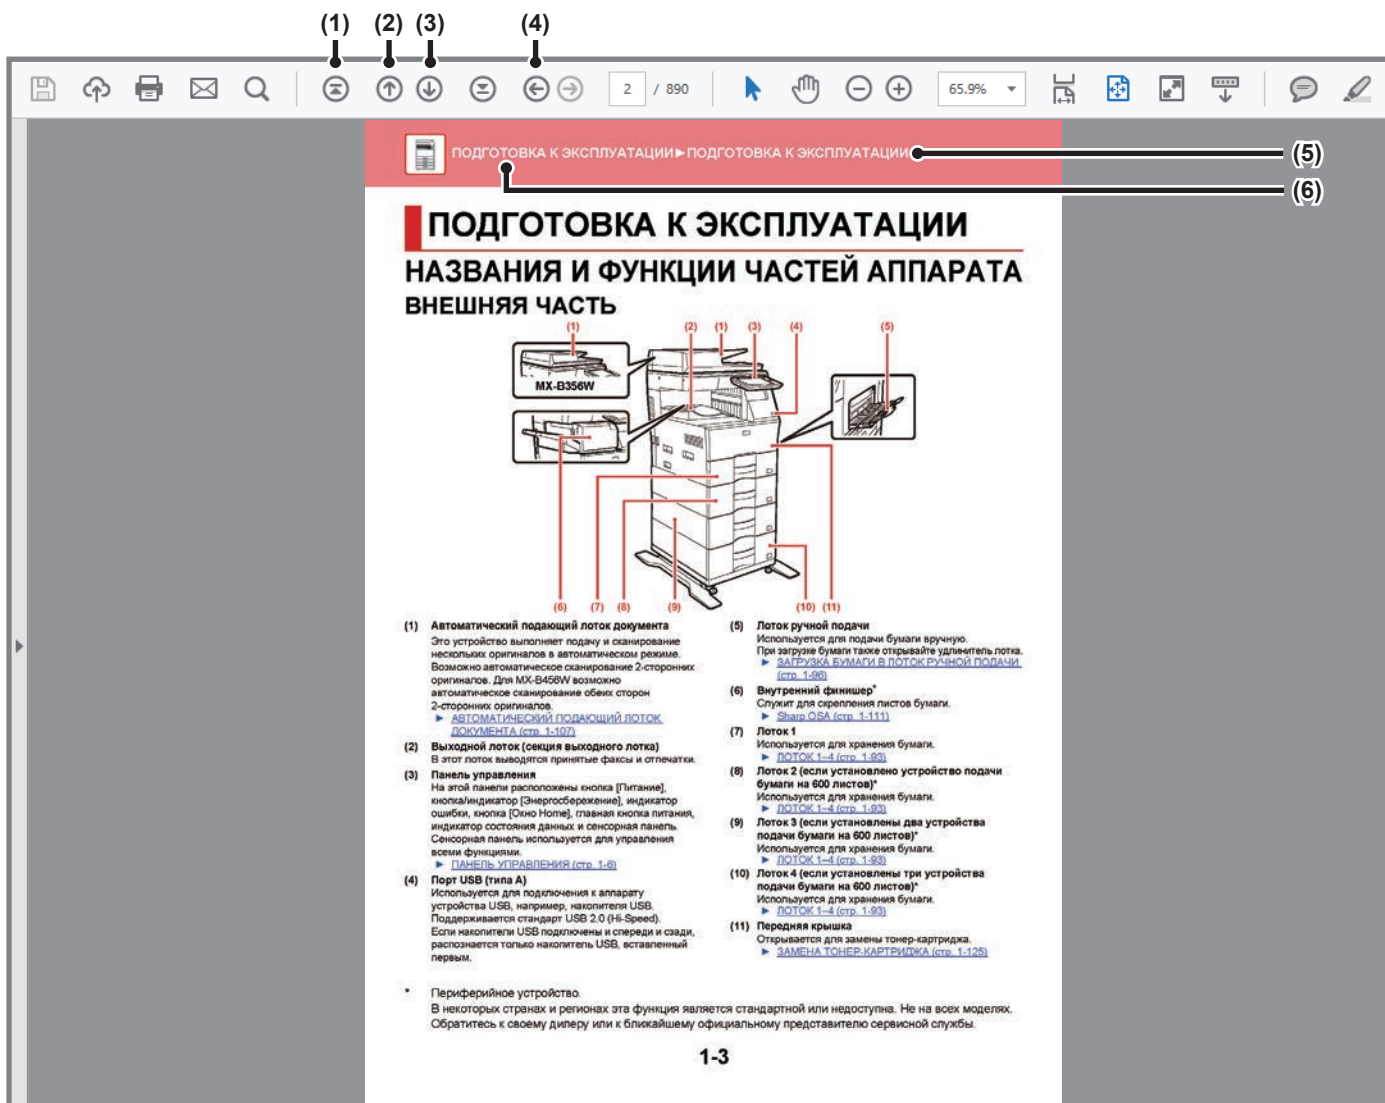 (1) (2) (3) (4)
2 / 890 65.9%
ПОДГОТОВКА К ЭКСПЛУАТАЦИИ►ПОДГОТОВКА К ЭКСПЛУАТАЦИИ
(5)
(6)
ПОДГОТОВКА К ЭКСПЛУАТАЦИИ
НАЗВАНИЯ И ФУНКЦИИ ЧАСТЕЙ АППАРАТА
ВНЕШНЯЯ ЧАСТЬ
(1) (2) (1) (3) (4) (5)
MX-B356W
(6) (7) (8) (9) (10) (11)
(1) Автоматический подающий лоток документа
Это устройство выполняет подачу и сканирование
нескольких оригиналов в автоматическом режиме.
Возможно автоматическое сканирование 2-сторонних
оригиналов. Для MX-B456W возможно
автоматическое сканирование обеих сторон
2-сторонних оригиналов.
► АВТОМАТИЧЕСКИЙ ПОДАЮЩИЙ ЛОТОК
ДОКУМЕНТА (стр. 1-107)
(2) Выходной лоток (секция выходного лотка)
В этот лоток выводятся принятые факсы и отпечатки.
(3) Панель управления
На этой панели расположены кнопка [Питание],
кнопка/индикатор [Энергосбережение], индикатор
ошибки, кнопка [Окно Home], главная кнопка питания,
индикатор состояния данных и сенсорная панель.
Сенсорная панель используется для управления
всеми функциями.
► ПАНЕЛЬ УПРАВЛЕНИЯ (стр. 1-6)
(4) Порт USB (типа A)
Используется для подключения к аппарату
устройства USB, например, накопителя USB.
Поддерживается стандарт USB 2.0 (Hi-Speed).
Если накопители USB подключены и спереди и сзади,
распознается только накопитель USB, вставленный
первым.
(5) Лоток ручной подачи
Используется для подачи бумаги вручную.
При загрузке бумаги также открывайте удлинитель лотка.
► ЗАГРУЗКА БУМАГИ В ЛОТОК РУЧНОЙ ПОДАЧИ
(стр. 1-96)
(6) Внутренний финишер*
Служит для скрепления листов бумаги.
► Sharp OSA (стр. 1-111)
(7) Лоток 1
Используется для хранения бумаги.
► ЛОТОК 1–4 (стр. 1-93)
(8) Лоток 2 (если установлено устройство подачи
бумаги на 600 листов)*
Используется для хранения бумаги.
► ЛОТОК 1–4 (стр. 1-93)
(9) Лоток 3 (если установлены два устройства
подачи бумаги на 600 листов)*
Используется для хранения бумаги.
► ЛОТОК 1–4 (стр. 1-93)
(10) Лоток 4 (если установлены три устройства
подачи бумаги на 600 листов)*
Используется для хранения бумаги.
► ЛОТОК 1–4 (стр. 1-93)
(11) Передняя крышка
Открывается для замены тонер-картриджа.
► ЗАМЕНА ТОНЕР-КАРТРИДЖА (стр. 1-125)
* Периферийное устройство.
В некоторых странах и регионах эта функция является стандартной или недоступна. Не на всех моделях.
Обратитесь к своему дилеру или к ближайшему официальному представителю сервисной службы.
1-3